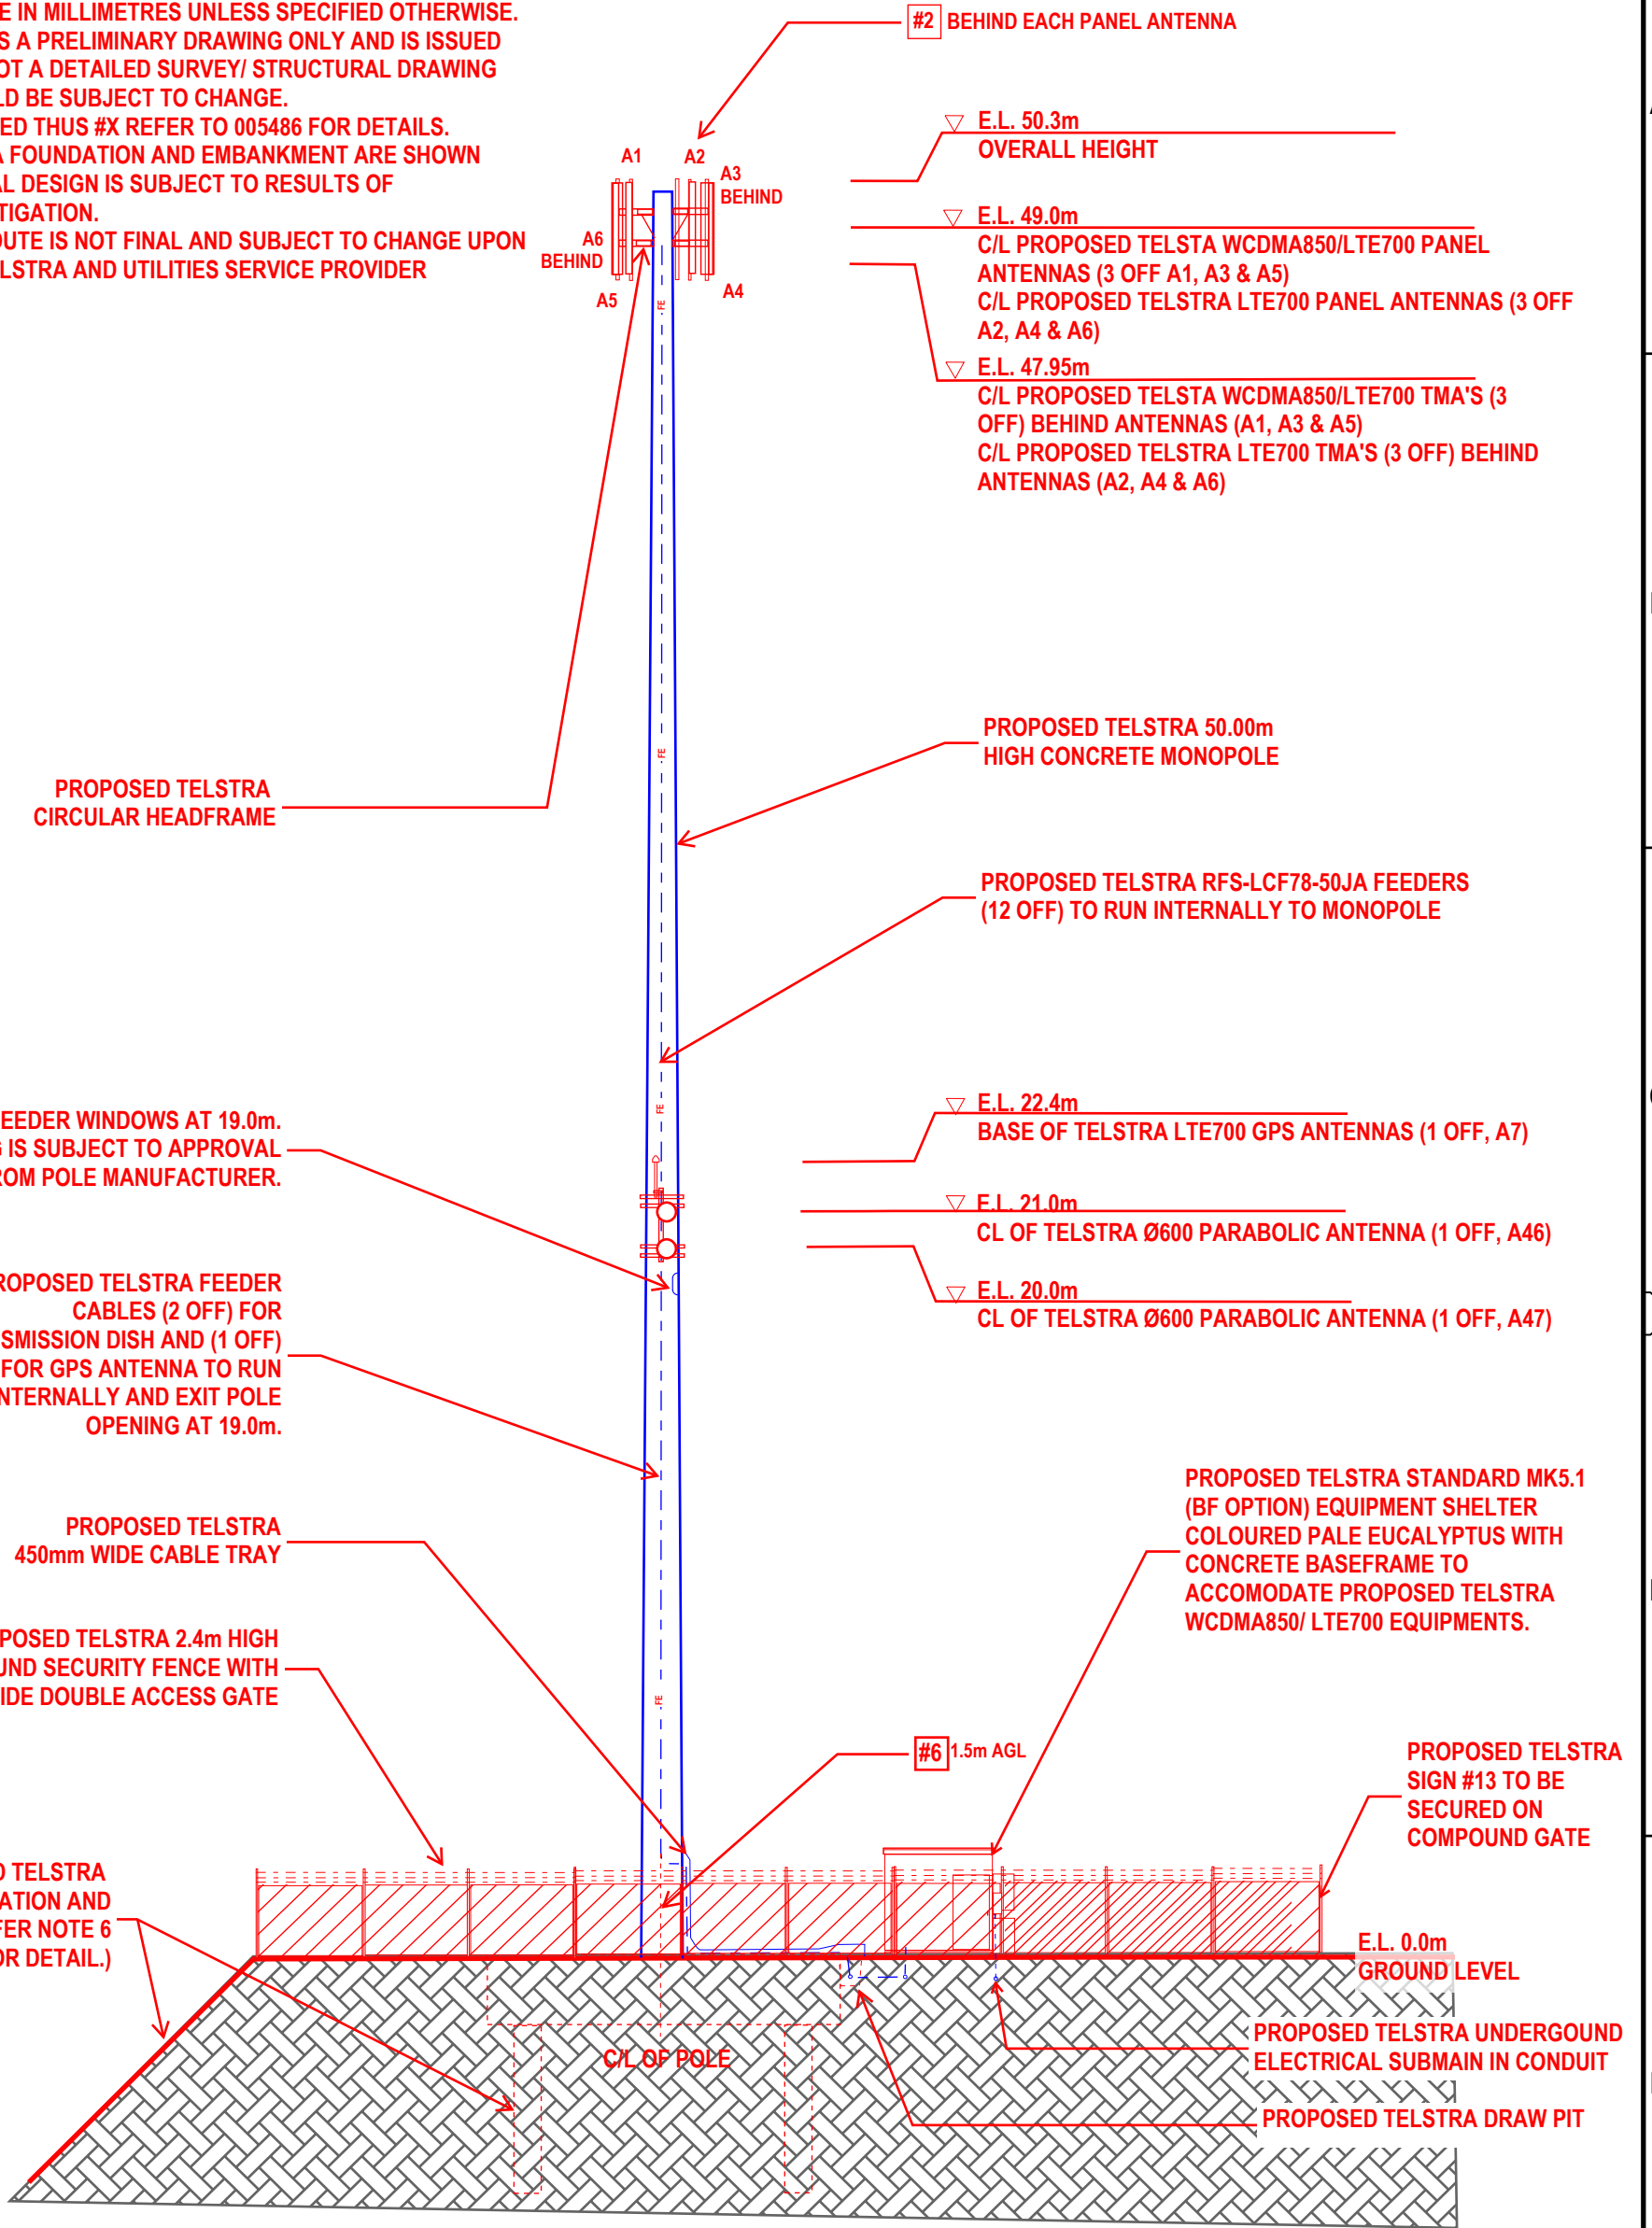 E IN MILLIMETRES UNLESS SPECIFIED OTHERWISE.
S A PRELIMINARY DRAWING ONLY AND IS ISSUED
OT A DETAILED SURVEY/ STRUCTURAL DRAWING
LD BE SUBJECT TO CHANGE.
ED THUS #X REFER TO 005486 FOR DETAILS.
A FOUNDATION AND EMBANKMENT ARE SHOWN
AL DESIGN IS SUBJECT TO RESULTS OF
TIGATION.
OUTE IS NOT FINAL AND SUBJECT TO CHANGE UPON
ELSTRA AND UTILITIES SERVICE PROVIDER
#2 BEHIND EACH PANEL ANTENNA
E.L. 50.3m
OVERALL HEIGHT
A1
A2
A3
BEHIND
A6
BEHIND
A5
A4
E.L. 49.0m
C/L PROPOSED TELSTA WCDMA850/LTE700 PANEL
ANTENNAS (3 OFF A1, A3 & A5)
C/L PROPOSED TELSTRA LTE700 PANEL ANTENNAS (3 OFF
A2, A4 & A6)
E.L. 47.95m
C/L PROPOSED TELSTA WCDMA850/LTE700 TMA'S (3
OFF) BEHIND ANTENNAS (A1, A3 & A5)
C/L PROPOSED TELSTRA LTE700 TMA'S (3 OFF) BEHIND
ANTENNAS (A2, A4 & A6)
FE
PROPOSED TELSTRA 50.00m
HIGH CONCRETE MONOPOLE
FE
PROPOSED TELSTRA
CIRCULAR HEADFRAME
PROPOSED TELSTRA RFS-LCF78-50JA FEEDERS
(12 OFF) TO RUN INTERNALLY TO MONOPOLE
FE
E.L. 22.4m
BASE OF TELSTRA LTE700 GPS ANTENNAS (1 OFF, A7)
EEDER WINDOWS AT 19.0m.
G IS SUBJECT TO APPROVAL
ROM POLE MANUFACTURER.
E.L. 21.0m
CL OF TELSTRA Ø600 PARABOLIC ANTENNA (1 OFF, A46)
E.L. 20.0m
CL OF TELSTRA Ø600 PARABOLIC ANTENNA (1 OFF, A47)
ROPOSED TELSTRA FEEDER
CABLES (2 OFF) FOR
SMISSION DISH AND (1 OFF)
FOR GPS ANTENNA TO RUN
NTERNALLY AND EXIT POLE
OPENING AT 19.0m.
PROPOSED TELSTRA STANDARD MK5.1
(BF OPTION) EQUIPMENT SHELTER
COLOURED PALE EUCALYPTUS WITH
CONCRETE BASEFRAME TO
ACCOMODATE PROPOSED TELSTRA
WCDMA850/ LTE700 EQUIPMENTS.
PROPOSED TELSTRA
450mm WIDE CABLE TRAY
POSED TELSTRA 2.4m HIGH
UND SECURITY FENCE WITH
IDE DOUBLE ACCESS GATE
FE
#6 1.5m AGL
PROPOSED TELSTRA
SIGN #13 TO BE
SECURED ON
COMPOUND GATE
D TELSTRA
ATION AND
FER NOTE 6
OR DETAIL.)
E.L. 0.0m
GROUND LEVEL
C/L OF POLE
PROPOSED TELSTRA UNDERGOUND
ELECTRICAL SUBMAIN IN CONDUIT
PROPOSED TELSTRA DRAW PIT